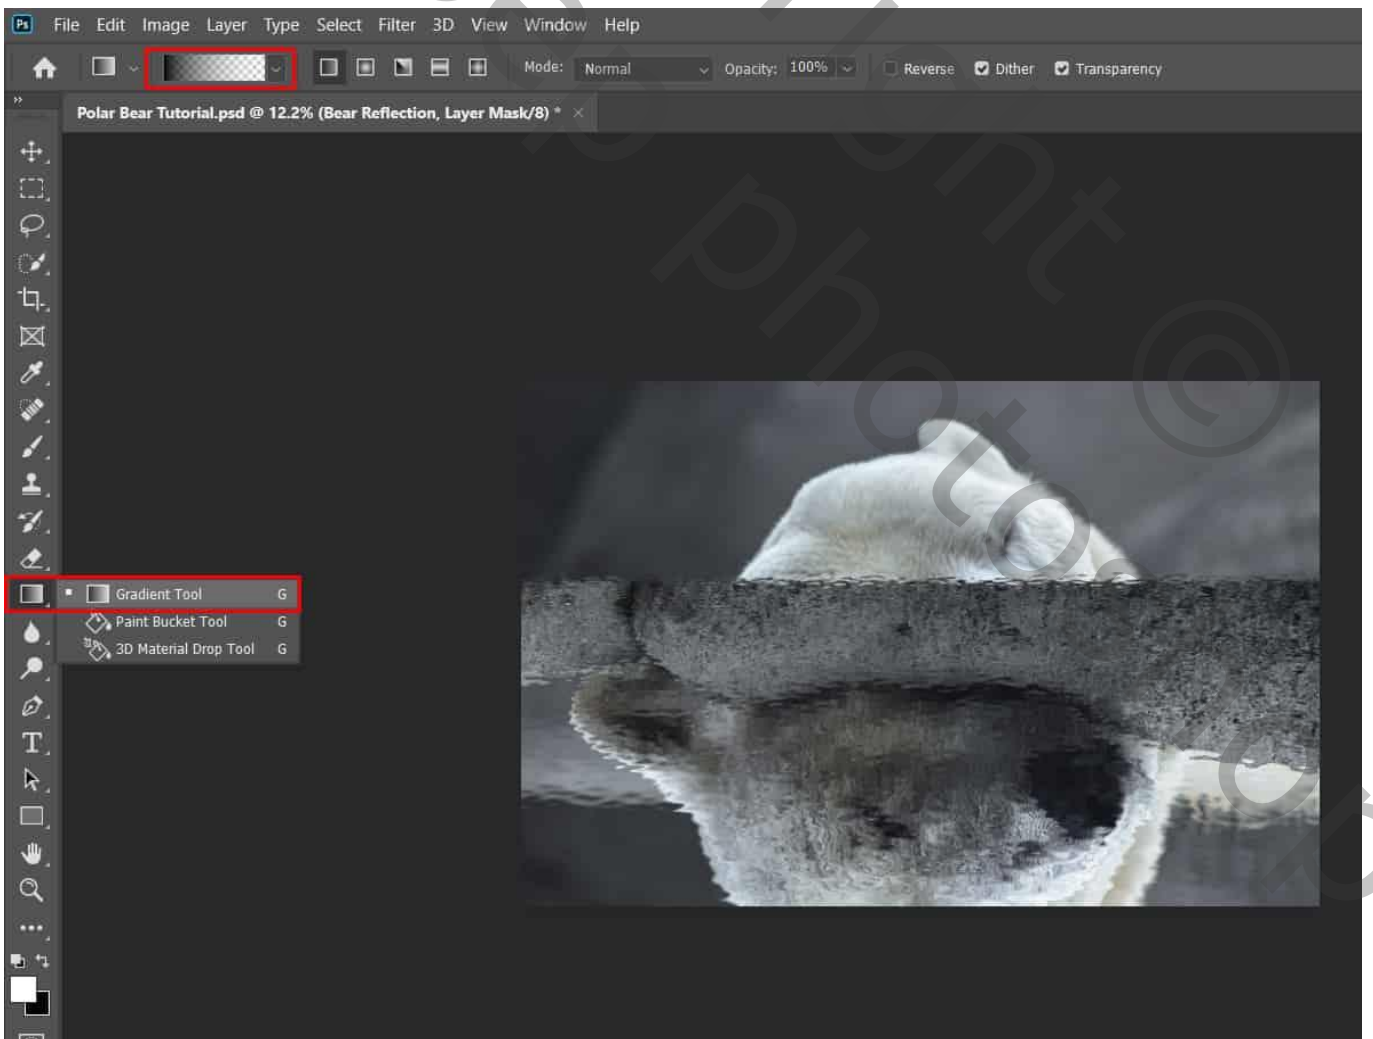 Ps File Edit Image Layer Type Select Filter 3D View Window Help
Mode: Normal Opacity: 100% Reverse Dither Transparency
Polar Bear Tutorial.psd @ 12.2% (Bear Reflection, Layer Mask/8) * ×
Gradient Tool G
Paint Bucket Tool G
3D Material Drop Tool G
T